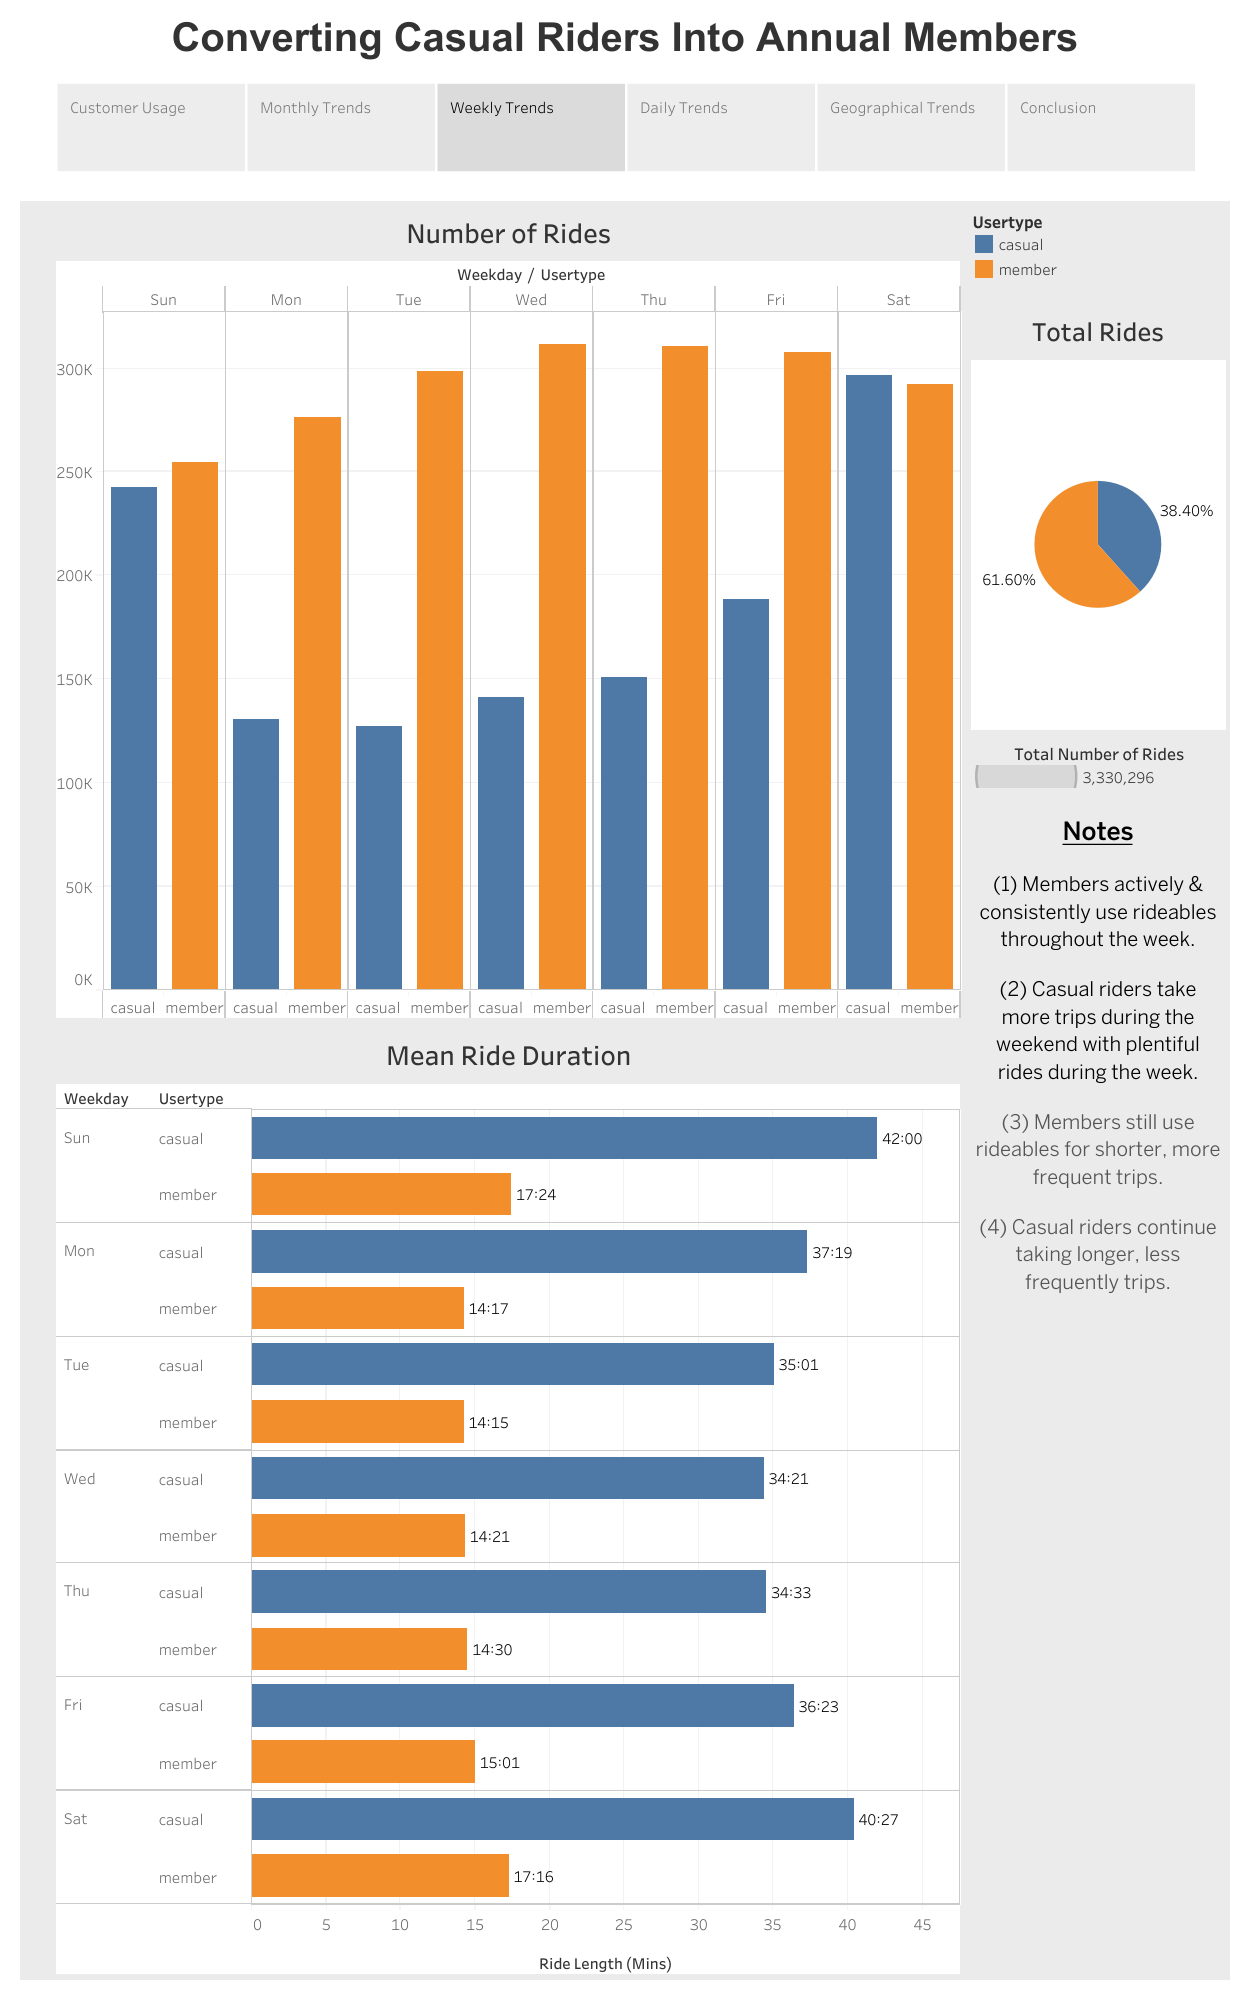 Converting Casual Riders Into Annual Members
Customer Usage
Monthly Trends
Weekly Trends
Daily Trends
Geographical Trends
Conclusion
Number of Rides
Weekday / Usertype
Sun Mon Tue Wed Thu Fri Sat
300K
250K
200K
150K
100K
50K
0K
casual member casual member casual member casual member casual member casual member casual member
Usertype
casual
member
Total Rides
38.40%
61.60%
Total Number of Rides
3,330,296
Notes
(1) Members actively &
consistently use rideables
throughout the week.
(2) Casual riders take
more trips during the
weekend with plentiful
rides during the week.
(3) Members still use
rideables for shorter, more
frequent trips.
(4) Casual riders continue
taking longer, less
frequently trips.
Mean Ride Duration
Weekday Usertype
Sun casual 42:00
member 17:24
Mon casual 37:19
member 14:17
Tue casual 35:01
member 14:15
Wed casual 34:21
member 14:21
Thu casual 34:33
member 14:30
Fri casual 36:23
member 15:01
Sat casual 40:27
member 17:16
0 5 10 15 20 25 30 35 40 45
Ride Length (Mins)